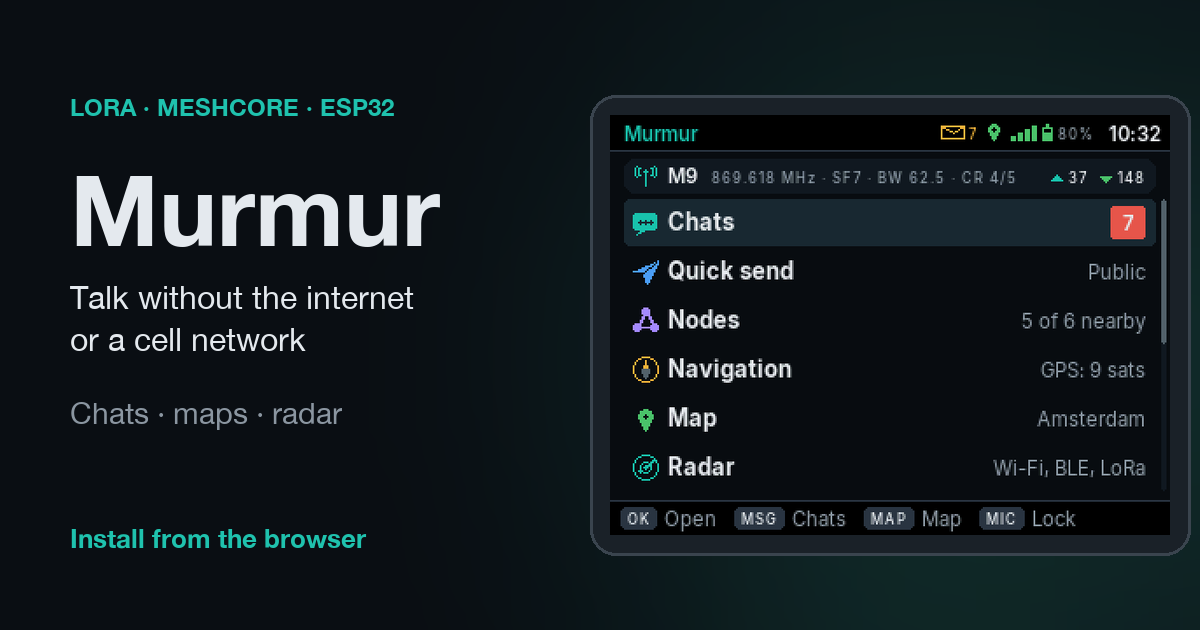 LORA · MESHCORE · ESP32
Murmur
Talk without the internet
or a cell network
Chats · maps · radar
Install from the browser
Murmur 7 80% 10:32
M9 869.618 MHz · SF7 · BW 62.5 · CR 4/5 37 148
Chats 7
Quick send Public
Nodes 5 of 6 nearby
Navigation GPS: 9 sats
Map Amsterdam
Radar Wi-Fi, BLE, LoRa
OK Open MSG Chats MAP Map MIC Lock